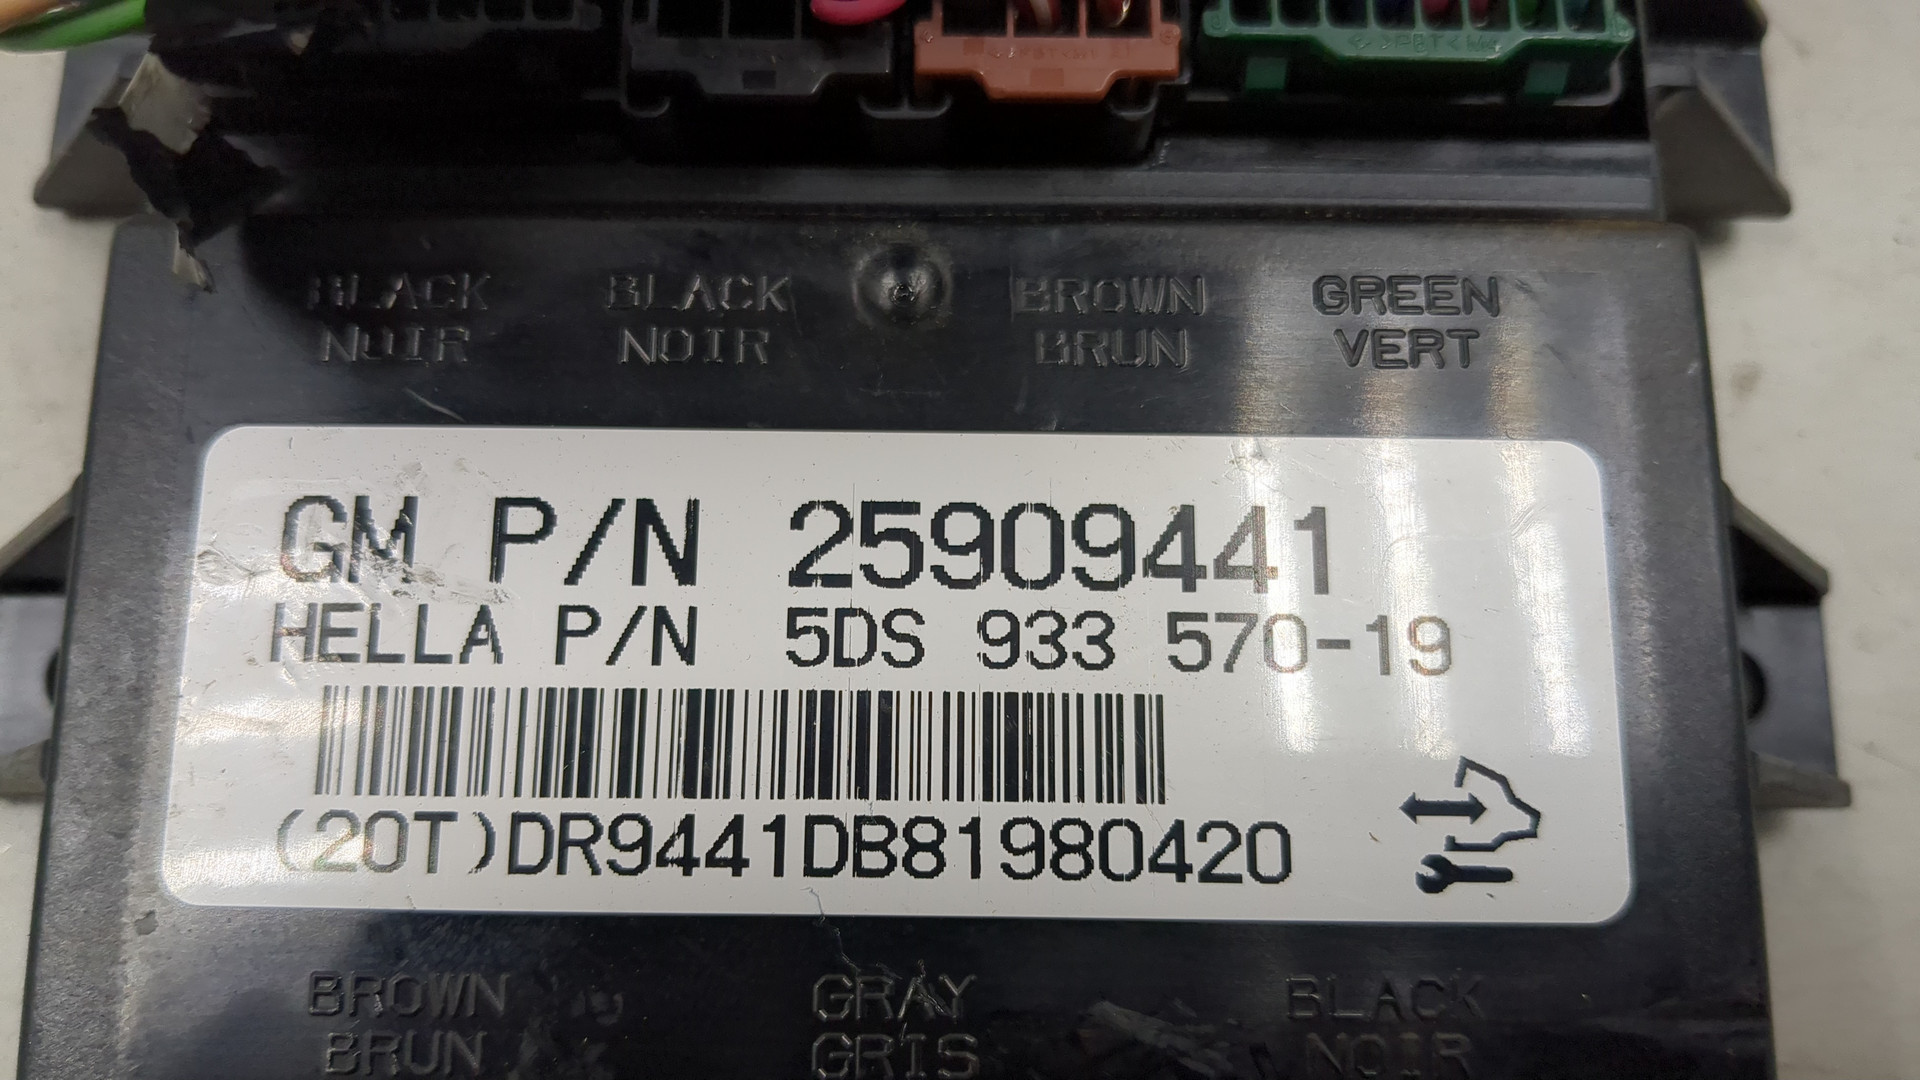 BLACK BLACK BROWN GREEN
NOIR NOIR BRUN VERT
GM P/N 25909441
HELLA P/N 5DS 933 570-19
(20T)DR9441DB81980420
BROWN GRAY BLACK
BRUN GRIS NOIR